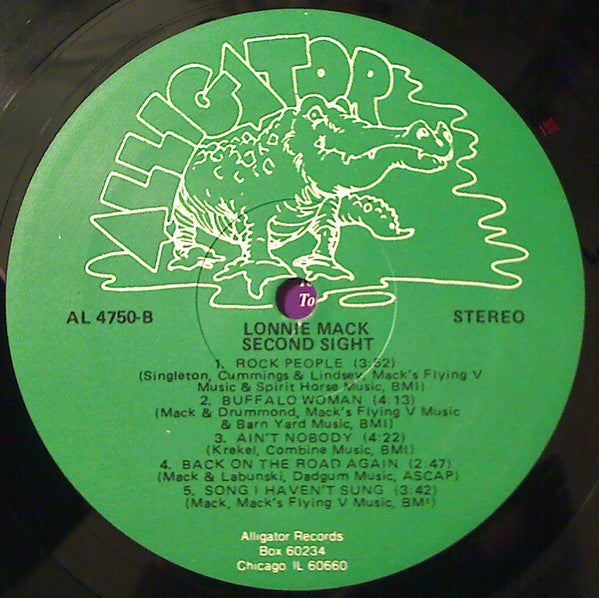 ALLIGATOR
To
AL 4750-B
STEREO
LONNIE MACK
SECOND SIGHT
1. ROCK PEOPLE (3:52)
(Singleton, Cummings & Lindsey, Mack's Flying V
Music & Spirit Horse Music, BMI)
2. BUFFALO WOMAN (4:13)
(Mack & Drummond, Mack's Flying V Music
& Barn Yard Music, BMI)
3. AIN'T NOBODY (4:22)
(Krekel, Combine Music, BMI)
4. BACK ON THE ROAD AGAIN (2:47)
(Mack & Labunski, Dadgum Music, ASCAP)
5. SONG I HAVEN'T SUNG (3:42)
(Mack, Mack's Flying V Music, BMI)
Alligator Records
Box 60234
Chicago, IL 60660